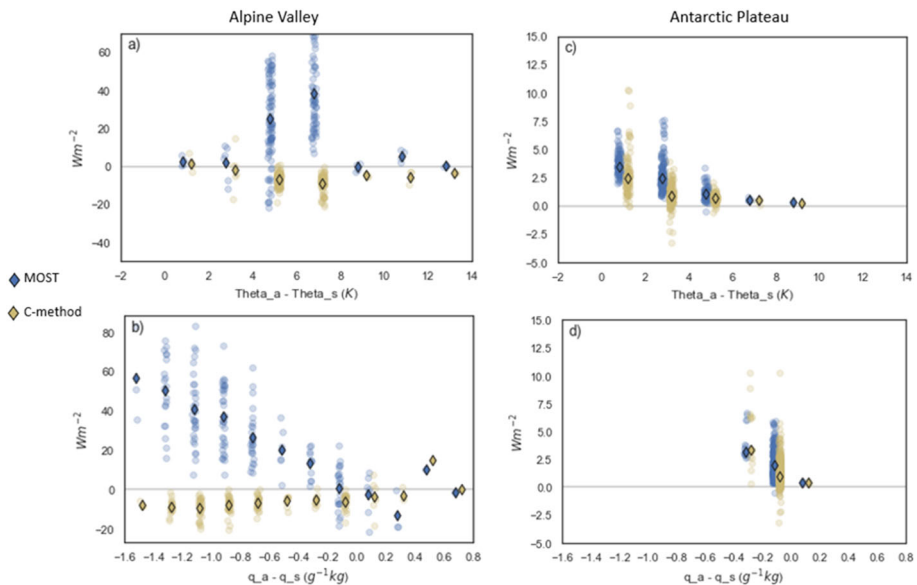 Alpine Valley
Antarctic Plateau
a)
60
40
20
0
−20
−40
Wm⁻²
−2 0 2 4 6 8 10 12 14
Theta_a - Theta_s (K)
c)
15.0
12.5
10.0
7.5
5.0
2.5
0.0
−2.5
−5.0
Wm⁻²
−2 0 2 4 6 8 10 12 14
Theta_a - Theta_s (K)
MOST
C-method
b)
80
60
40
20
0
−20
Wm⁻²
−1.6 −1.4 −1.2 −1.0 −0.8 −0.6 −0.4 −0.2 0.0 0.2 0.4 0.6 0.8
q_a - q_s (g⁻¹kg)
d)
15.0
12.5
10.0
7.5
5.0
2.5
0.0
−2.5
−5.0
Wm⁻²
−1.6 −1.4 −1.2 −1.0 −0.8 −0.6 −0.4 −0.2 0.0 0.2 0.4 0.6 0.8
q_a - q_s (g⁻¹kg)